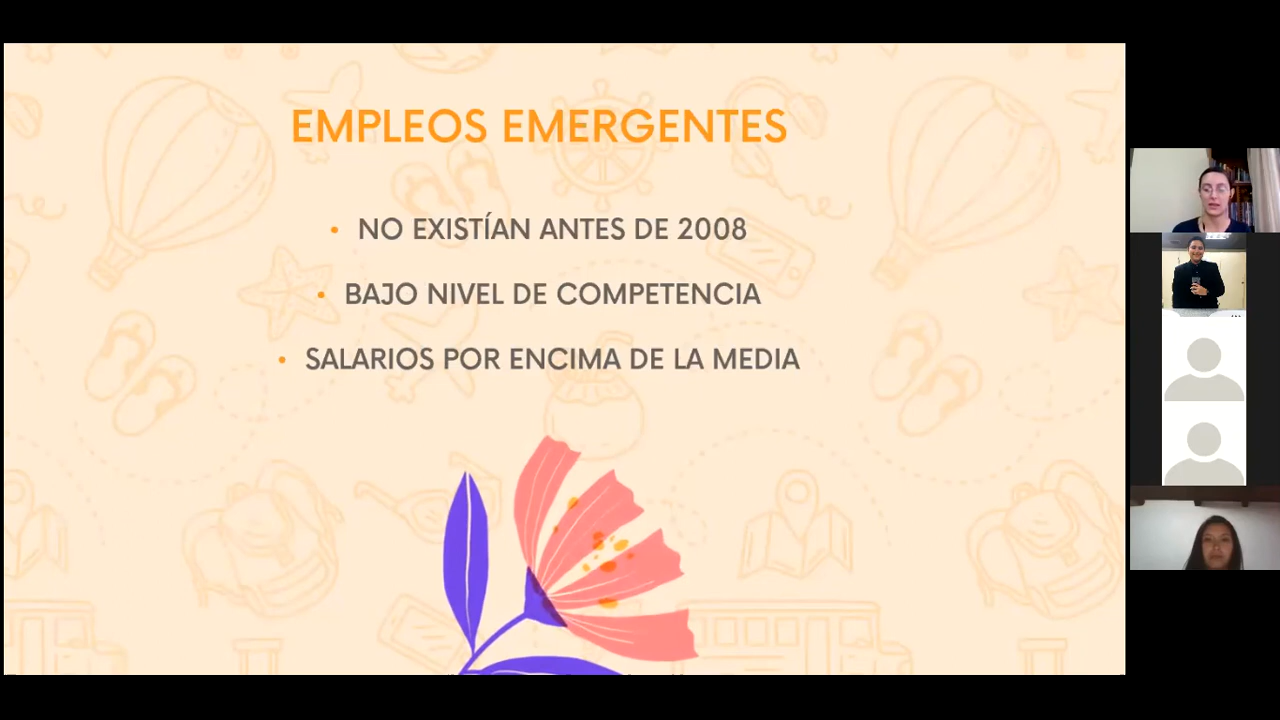 EMPLEOS EMERGENTES
• NO EXISTÍAN ANTES DE 2008
• BAJO NIVEL DE COMPETENCIA
• SALARIOS POR ENCIMA DE LA MEDIA